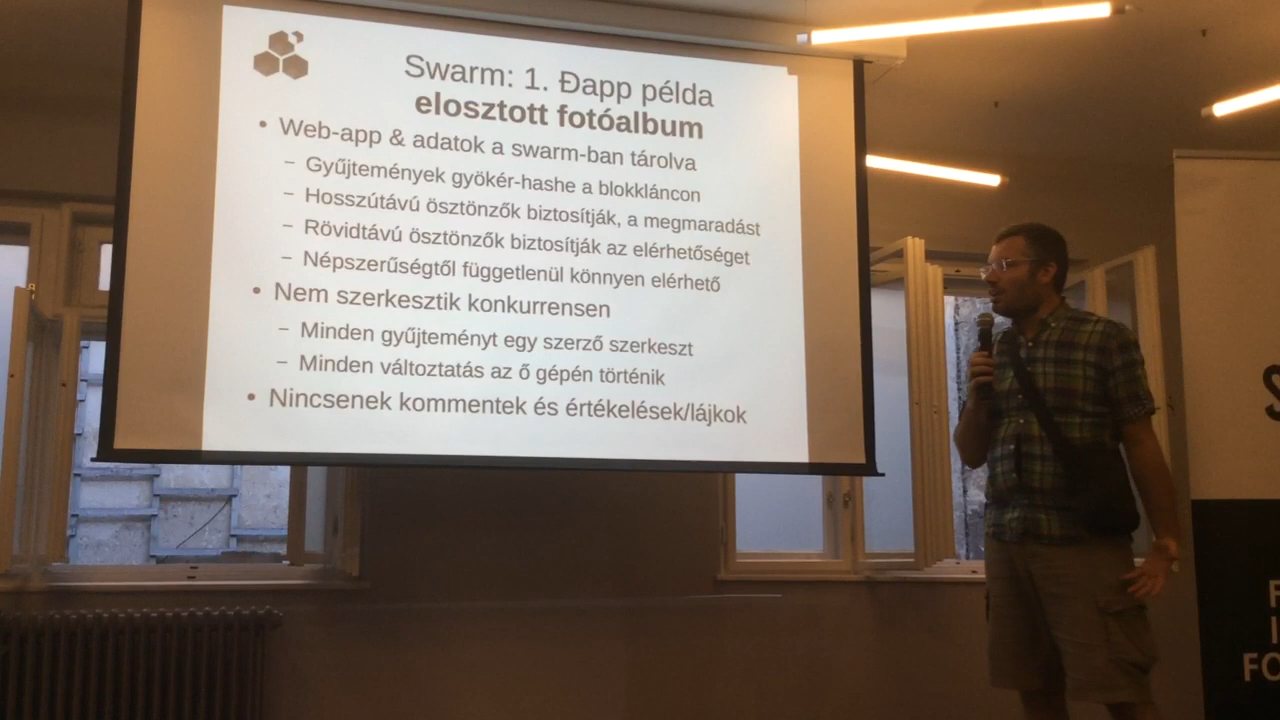 Swarm: 1. Đapp példa
elosztott fotóalbum
• Web-app & adatok a swarm-ban tárolva
– Gyűjtemények gyökér-hashe a blokkláncon
– Hosszútávú ösztönzők biztosítják, a megmaradást
– Rövidtávú ösztönzők biztosítják az elérhetőséget
– Népszerűségtől függetlenül könnyen elérhető
• Nem szerkesztik konkurrensen
– Minden gyűjteményt egy szerző szerkeszt
– Minden változtatás az ő gépén történik
• Nincsenek kommentek és értékelések/lájkok